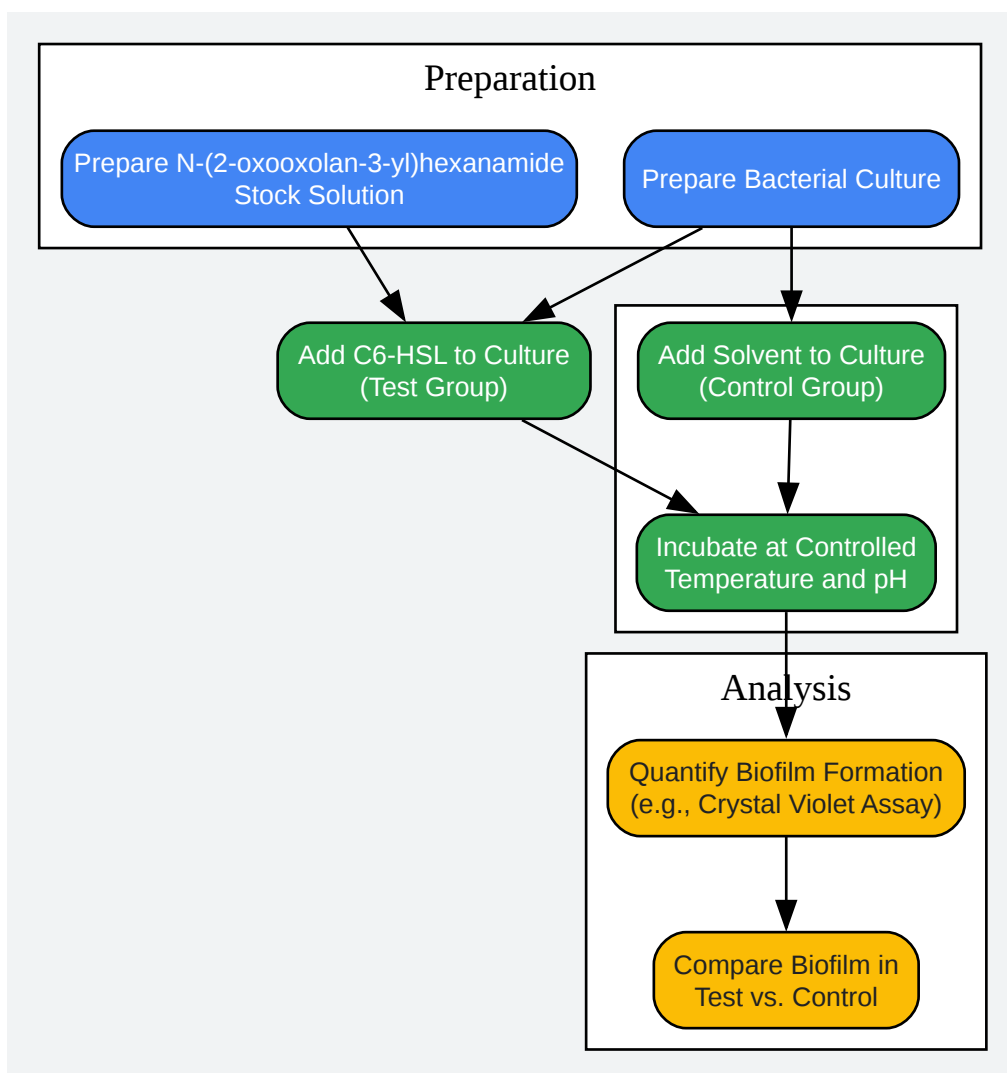 Preparation
Prepare N-(2-oxooxolan-3-yl)hexanamide
Stock Solution
Prepare Bacterial Culture
Add C6-HSL to Culture
(Test Group)
Add Solvent to Culture
(Control Group)
Incubate at Controlled
Temperature and pH
Analysis
Quantify Biofilm Formation
(e.g., Crystal Violet Assay)
Compare Biofilm in
Test vs. Control